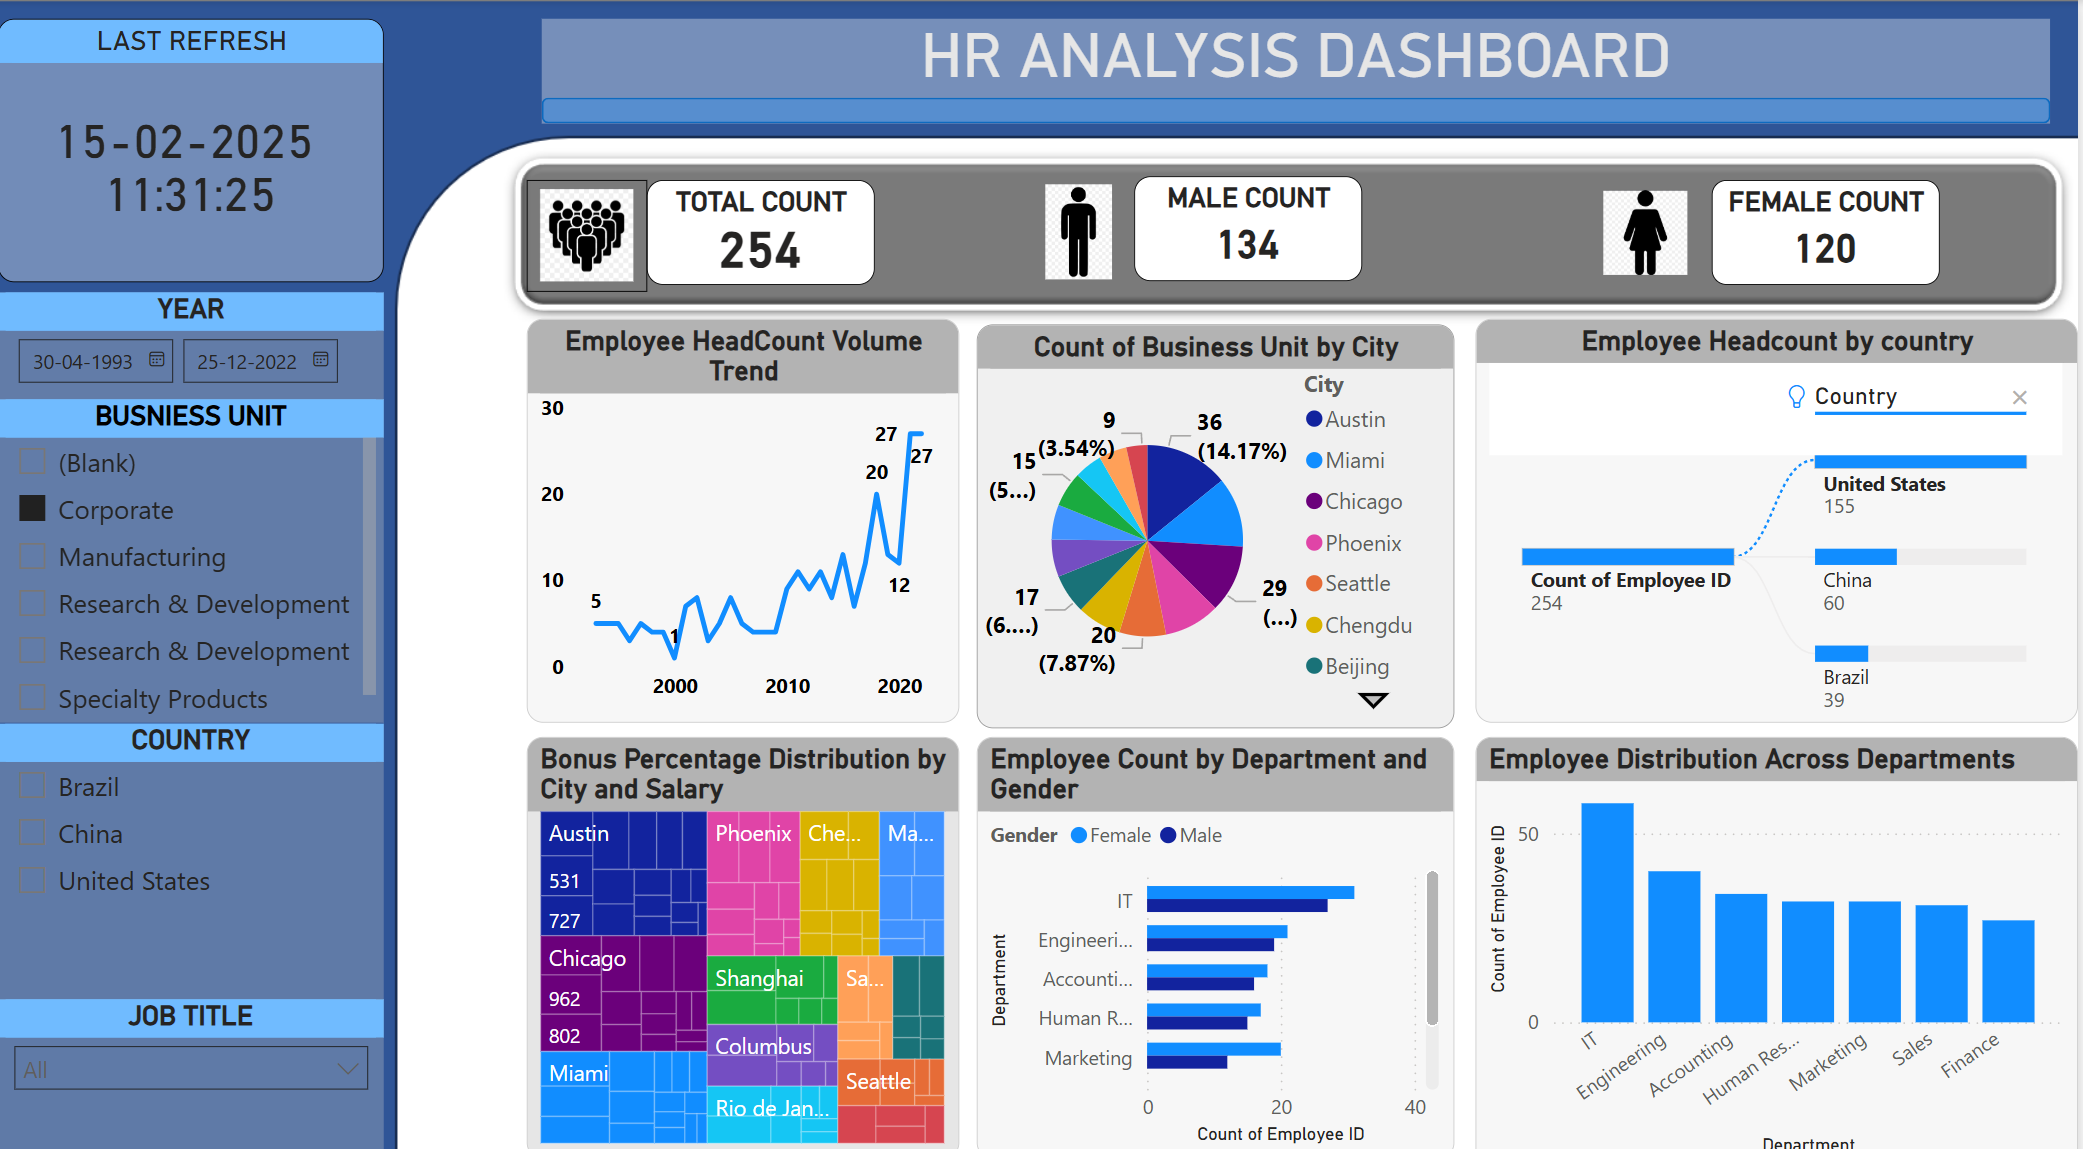 LAST REFRESH
15-02-2025
11:31:25
YEAR
30-04-1993
25-12-2022
BUSNIESS UNIT
(Blank)
Corporate
Manufacturing
Research & Development
Research & Development
Specialty Products
COUNTRY
Brazil
China
United States
JOB TITLE
All
HR ANALYSIS DASHBOARD
TOTAL COUNT
254
MALE COUNT
134
FEMALE COUNT
120
Employee HeadCount Volume
Trend
30
20
10
0
5
1
20
27
27
12
2000
2010
2020
Count of Business Unit by City
City
Austin
Miami
Chicago
Phoenix
Seattle
Chengdu
Beijing
9
(3.54%)
36
(14.17%)
15
(5...)
29
(...)
17
(6....)
20
(7.87%)
Employee Headcount by country
Country
Count of Employee ID
254
United States
155
China
60
Brazil
39
Bonus Percentage Distribution by
City and Salary
Austin
531
727
Chicago
962
802
Miami
Phoenix
Che...
Ma...
Shanghai
Sa...
Columbus
Seattle
Rio de Jan...
Employee Count by Department and
Gender
Gender
Female
Male
Department
IT
Engineeri...
Accounti...
Human R...
Marketing
0
20
40
Count of Employee ID
Employee Distribution Across Departments
Count of Employee ID
50
0
IT
Engineering
Accounting
Human Res...
Marketing
Sales
Finance
Department